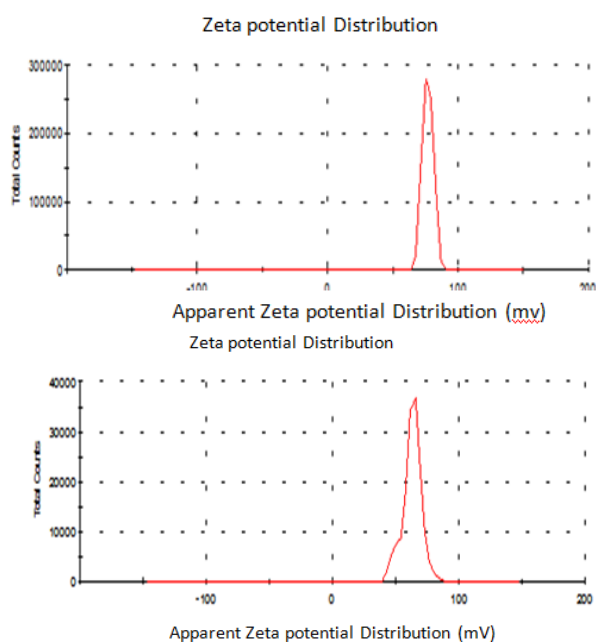 Zeta potential Distribution
300000
200000
100000
0
Total Counts
-100
0
100
200
Apparent Zeta potential Distribution (mv)
Zeta potential Distribution
40000
30000
20000
10000
0
Total Counts
-100
0
100
200
Apparent Zeta potential Distribution (mV)